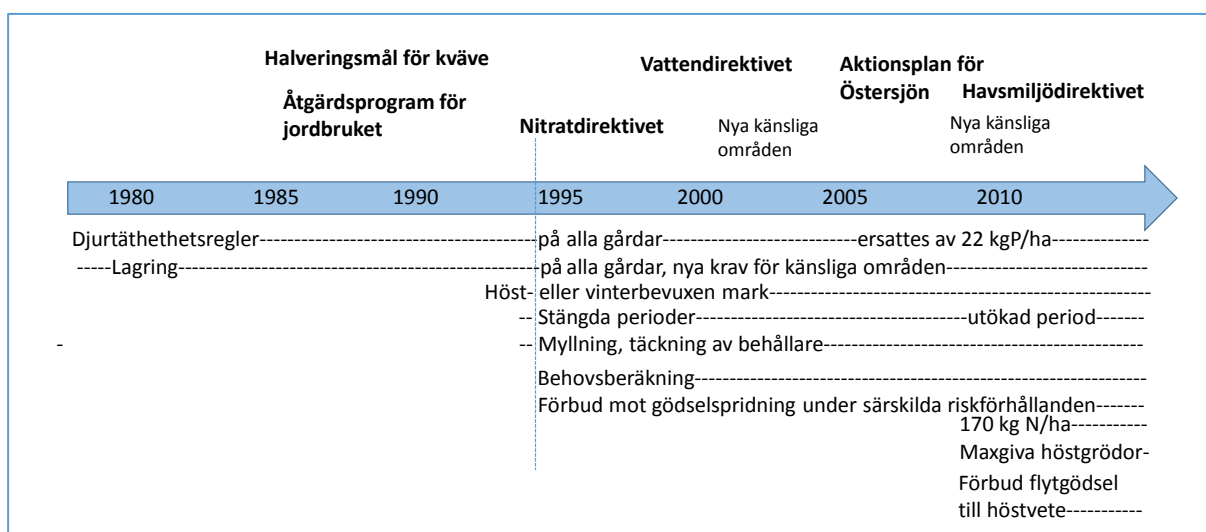 Halveringsmål för kväve
Vattendirektivet
Aktionsplan för
Östersjön
Havsmiljödirektivet
Åtgärdsprogram för
jordbruket
Nitratdirektivet
Nya känsliga
områden
Nya känsliga
områden
1980 1985 1990 1995 2000 2005 2010
Djurtäthethetsregler-----------------------------------------på alla gårdar----------------------------ersattes av 22 kgP/ha--------------
-----Lagring----------------------------------------------------på alla gårdar, nya krav för känsliga områden-----------------------------
Höst- eller vinterbevuxen mark--------------------------------------------------------
-- Stängda perioder---------------------------------------utökad period-------
- -- Myllning, täckning av behållare-----------------------------------------------
Behovsberäkning------------------------------------------------------------------
Förbud mot gödselspridning under särskilda riskförhållanden-------
170 kg N/ha-----------
Maxgiva höstgrödor-
Förbud flytgödsel
till höstvete-----------